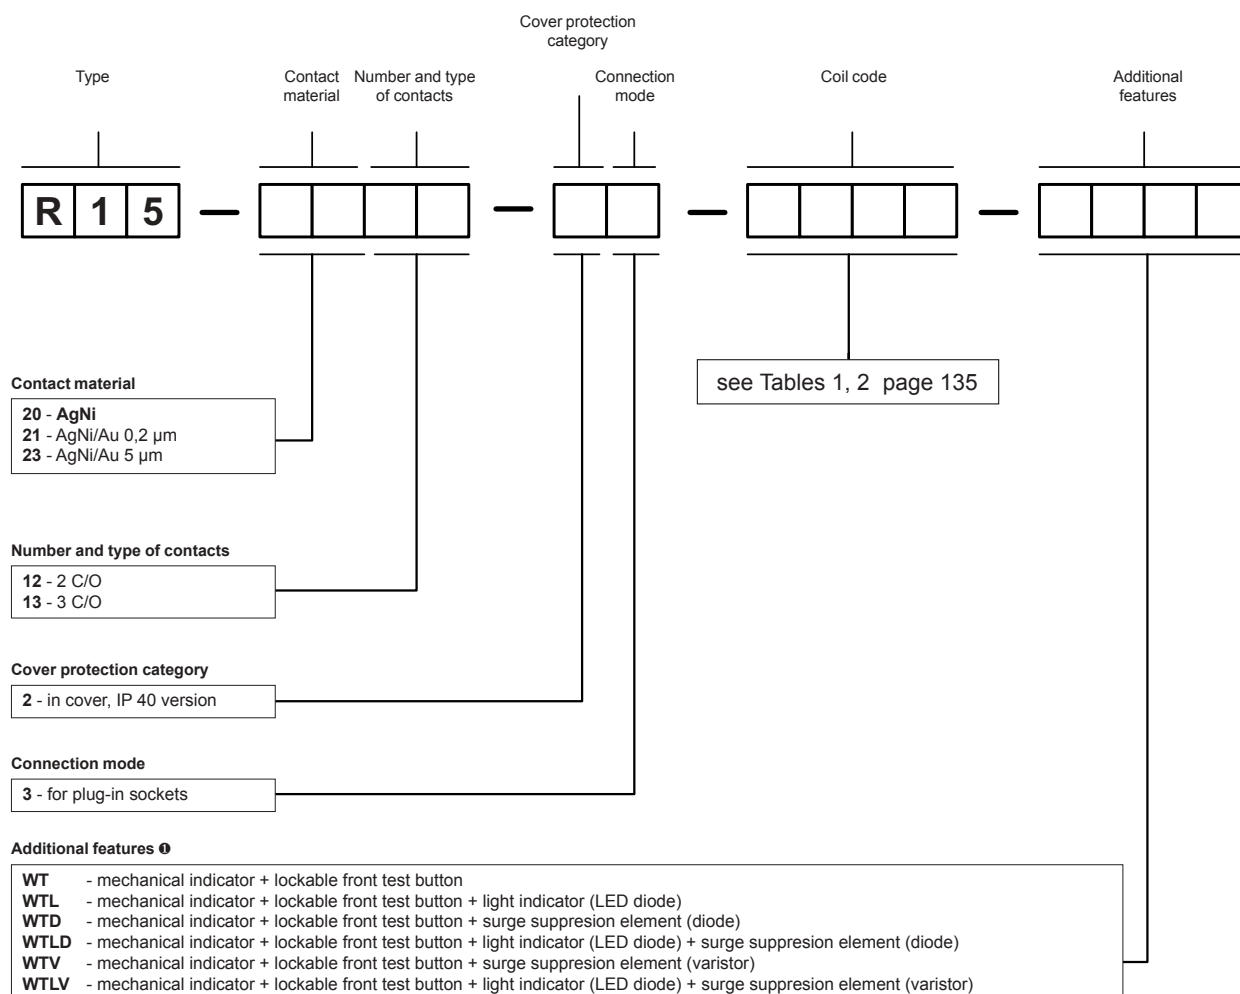 Cover protection
category
Type
Contact
material
Number and type
of contacts
Connection
mode
Coil code
Additional
features
R 1 5 — — — —
see Tables 1, 2 page 135
Contact material
20 - AgNi
21 - AgNi/Au 0,2 µm
23 - AgNi/Au 5 µm
Number and type of contacts
12 - 2 C/O
13 - 3 C/O
Cover protection category
2 - in cover, IP 40 version
Connection mode
3 - for plug-in sockets
Additional features ❶
WT - mechanical indicator + lockable front test button
WTL - mechanical indicator + lockable front test button + light indicator (LED diode)
WTD - mechanical indicator + lockable front test button + surge suppresion element (diode)
WTLD - mechanical indicator + lockable front test button + light indicator (LED diode) + surge suppresion element (diode)
WTV - mechanical indicator + lockable front test button + surge suppresion element (varistor)
WTLV - mechanical indicator + lockable front test button + light indicator (LED diode) + surge suppresion element (varistor)